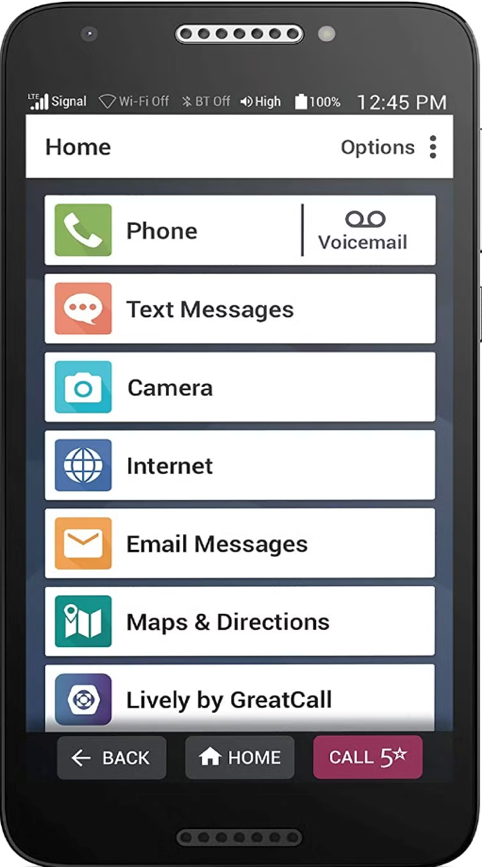 LTE Signal Wi-Fi Off BT Off High 100% 12:45 PM
Home Options
Phone
Voicemail
Text Messages
Camera
Internet
Email Messages
Maps & Directions
Lively by GreatCall
BACK HOME CALL 5☆